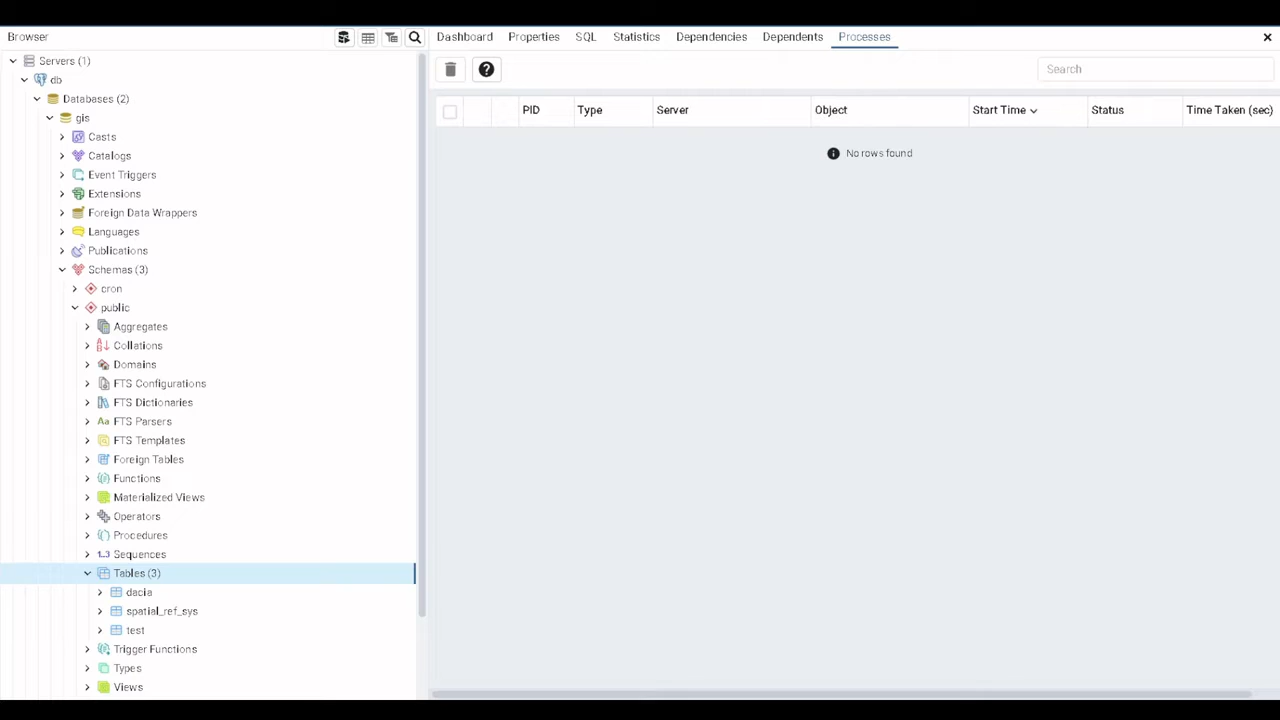 Browser
Servers (1)
db
Databases (2)
gis
Casts
Catalogs
Event Triggers
Extensions
Foreign Data Wrappers
Languages
Publications
Schemas (3)
cron
public
Aggregates
Collations
Domains
FTS Configurations
FTS Dictionaries
Aa FTS Parsers
FTS Templates
Foreign Tables
Functions
Materialized Views
Operators
Procedures
1..3 Sequences
Tables (3)
dacia
spatial_ref_sys
test
Trigger Functions
Types
Views
Dashboard Properties SQL Statistics Dependencies Dependents Processes
Search
PID Type Server Object Start Time Status Time Taken (sec)
No rows found